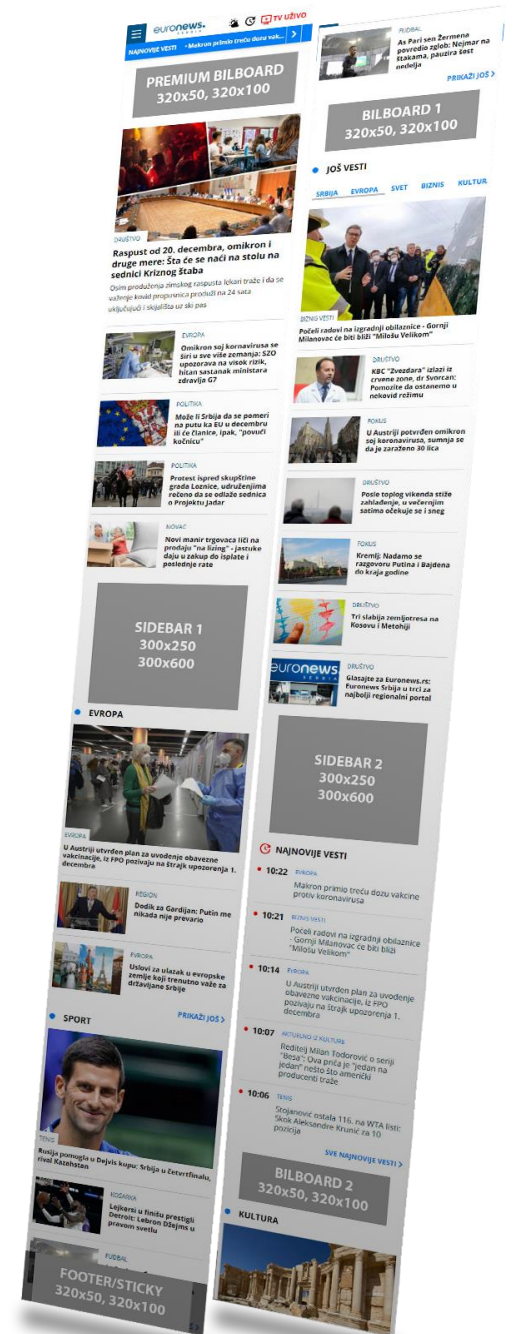 euronews.
SERBIA
TV UŽIVO
NAJNOVIJE VESTI
• Makron primio treću dozu vak...
PREMIUM BILBOARD
320x50, 320x100
DRUŠTVO
Raspust od 20. decembra, omikron i
druge mere: Šta će se naći na stolu na
sednici Kriznog štaba
Osim produženja zimskog raspusta lekari traže i da se
važenje kovid propusnica produži na 24 sata
uključujući i skijališta uz ski pas
EVROPA
Omikron soj kornavirusa se
širi u sve više zemanja: SZO
upozorava na visok rizik,
hitan sastanak ministara
zdravlja G7
POLITIKA
Može li Srbija da se pomeri
na putu ka EU u decembru
ili će članice, ipak, "povući
kočnicu"
POLITIKA
Protest ispred skupštine
grada Loznice, udruženjima
rečeno da se odlaže sednica
o Projektu Jadar
NOVAC
Novi manir trgovaca liči na
prodaju "na lizing" - jastuke
daju u zakup do isplate i
poslednje rate
SIDEBAR 1
300x250
300x600
EVROPA
EVROPA
U Austriji utvrđen plan za uvođenje obavezne
vakcinacije, iz FPO pozivaju na štrajk upozorenja 1.
decembra
REGION
Dodik za Gardijan: Putin me
nikada nije prevario
EVROPA
Uslovi za ulazak u evropske
zemlje koji trenutno važe za
državljane Srbije
PRIKAŽI JOŠ >
SPORT
TENIS
Rusija pomogla u Dejvis kupu: Srbija u četvrtfinalu,
rival Kazahstan
KOŠARKA
Lejkersi u finišu prestigli
Detroit: Lebron Džejms u
pravom svetlu
FUDBAL
FOOTER/STICKY
320x50, 320x100
FUDBAL
As Pari sen Žermena
povredio zglob: Nejmar na
štakama, pauzira šest
nedelja
PRIKAŽI JOŠ >
BILBOARD 1
320x50, 320x100
JOŠ VESTI
SRBIJA EVROPA SVET BIZNIS KULTURA
BIZNIS VESTI
Počeli radovi na izgradnji obilaznice - Gornji
Milanovac će biti bliži "Milošu Velikom"
DRUŠTVO
KBC "Zvezdara" izlazi iz
crvene zone, dr Svorcan:
Pomozite da ostanemo u
nekovid režimu
FOKUS
U Austriji potvrđen omikron
soj koronavirusa, sumnja se
da je zaraženo 30 lica
DRUŠTVO
Posle toplog vikenda stiže
zahlađenje, u večernjim
satima očekuje se i sneg
FOKUS
Kremlj: Nadamo se
razgovoru Putina i Bajdena
do kraja godine
DRUŠTVO
Tri slabija zemljotresa na
Kosovu i Metohiji
euronews
SERBIA
DRUŠTVO
Glasajte za Euronews.rs:
Euronews Srbija u trci za
najbolji regionalni portal
SIDEBAR 2
300x250
300x600
NAJNOVIJE VESTI
10:22 EVROPA
Makron primio treću dozu vakcine
protiv koronavirusa
10:21 BIZNIS VESTI
Počeli radovi na izgradnji obilaznice
- Gornji Milanovac će biti bliži
"Milošu Velikom"
10:14 EVROPA
U Austriji utvrđen plan za uvođenje
obavezne vakcinacije, iz FPO
pozivaju na štrajk upozorenja 1.
decembra
10:07 AKTUELNO IZ KULTURE
Reditelj Milan Todorović o seriji
"Besa": Ova priča je "jedan na
jedan" nešto što američki
producenti traže
10:06 TENIS
Stojanović ostala 116. na WTA listi:
Skok Aleksandre Krunić za 10
pozicija
SVE NAJNOVIJE VESTI >
BILBOARD 2
320x50, 320x100
KULTURA